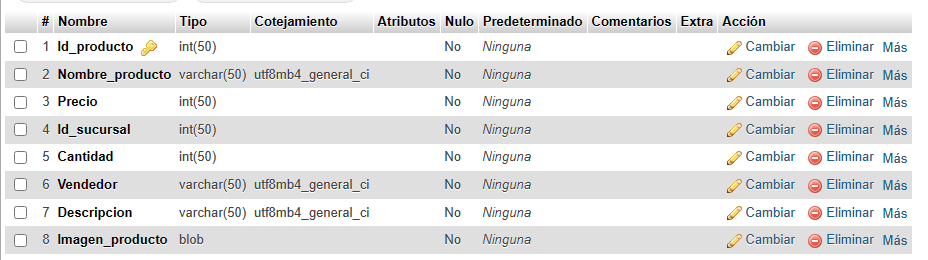 # Nombre Tipo Cotejamiento Atributos Nulo Predeterminado Comentarios Extra Acción
1 Id_producto int(50) No Ninguna Cambiar Eliminar Más
2 Nombre_producto varchar(50) utf8mb4_general_ci No Ninguna Cambiar Eliminar Más
3 Precio int(50) No Ninguna Cambiar Eliminar Más
4 Id_sucursal int(50) No Ninguna Cambiar Eliminar Más
5 Cantidad int(50) No Ninguna Cambiar Eliminar Más
6 Vendedor varchar(50) utf8mb4_general_ci No Ninguna Cambiar Eliminar Más
7 Descripcion varchar(50) utf8mb4_general_ci No Ninguna Cambiar Eliminar Más
8 Imagen_producto blob No Ninguna Cambiar Eliminar Más